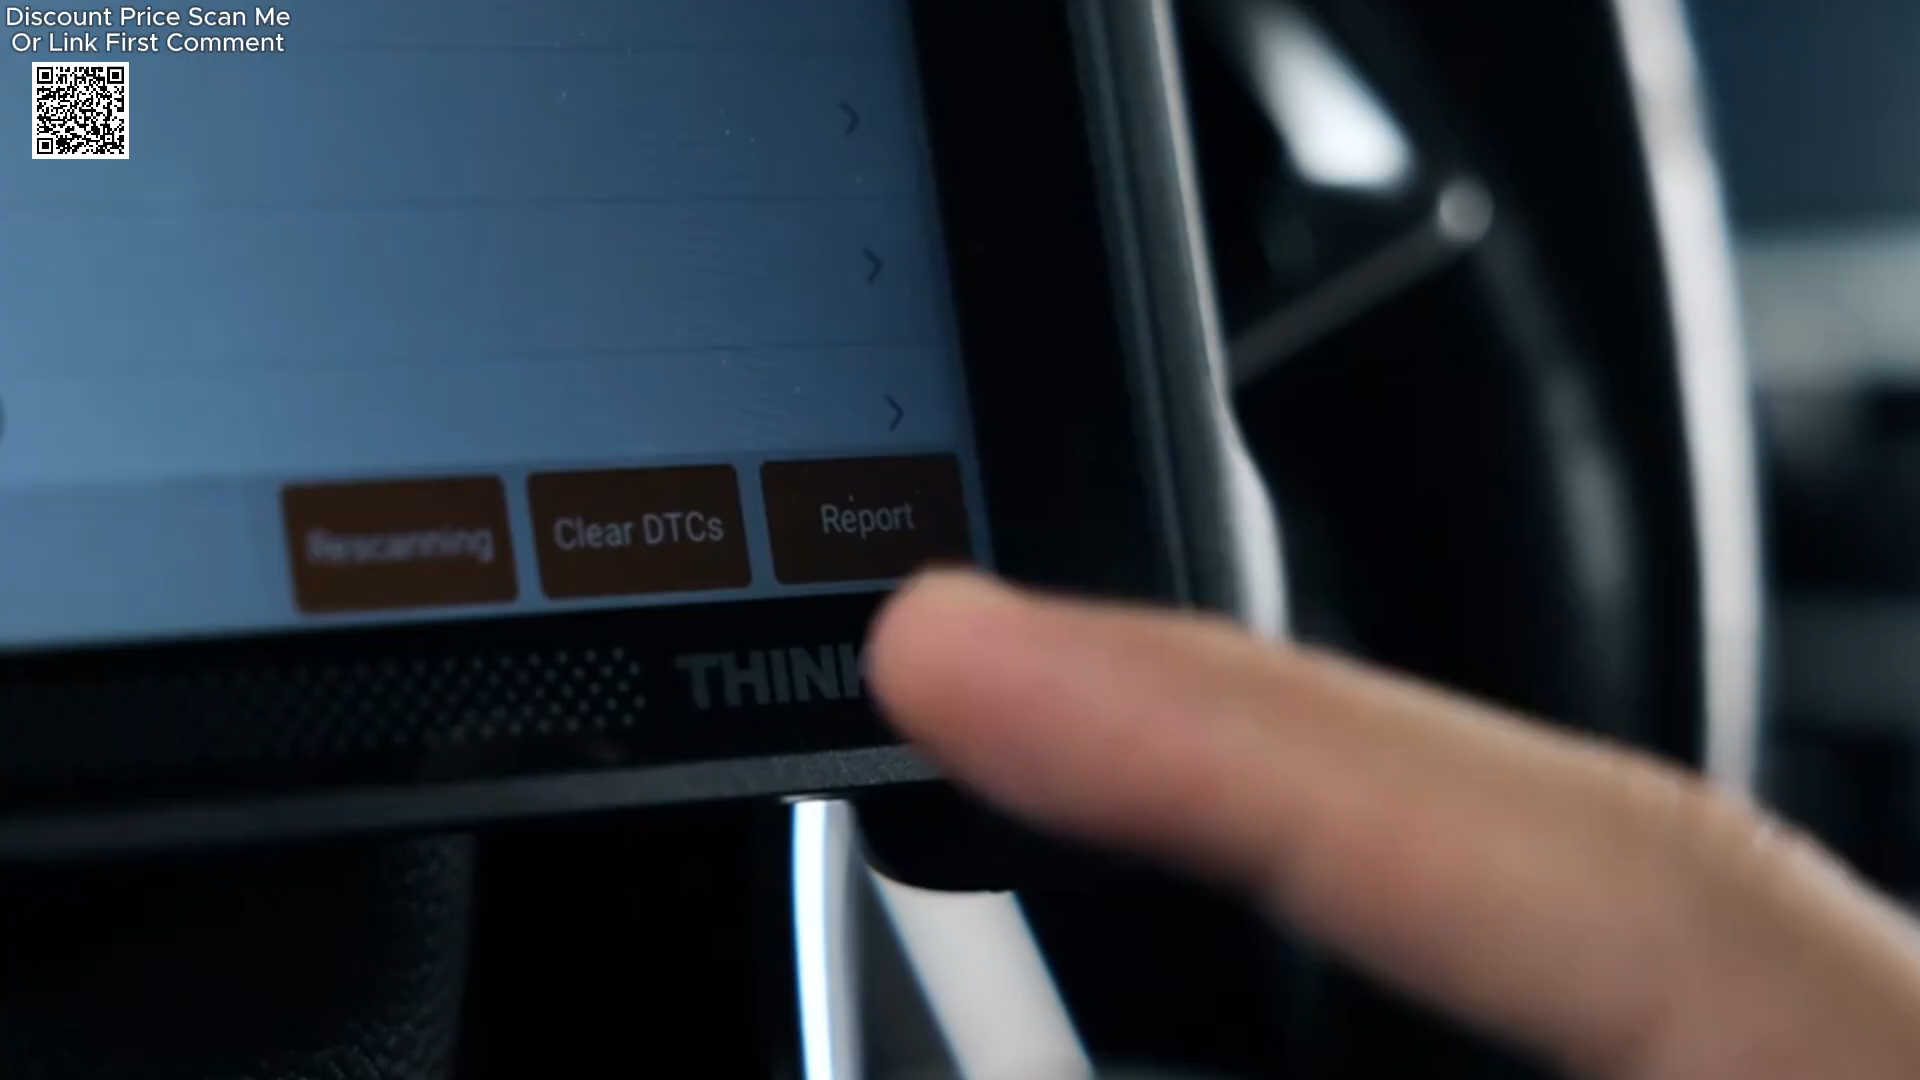 Discount Price Scan Me
Or Link First Comment
Rescanning
Clear DTCs
Report
THINK